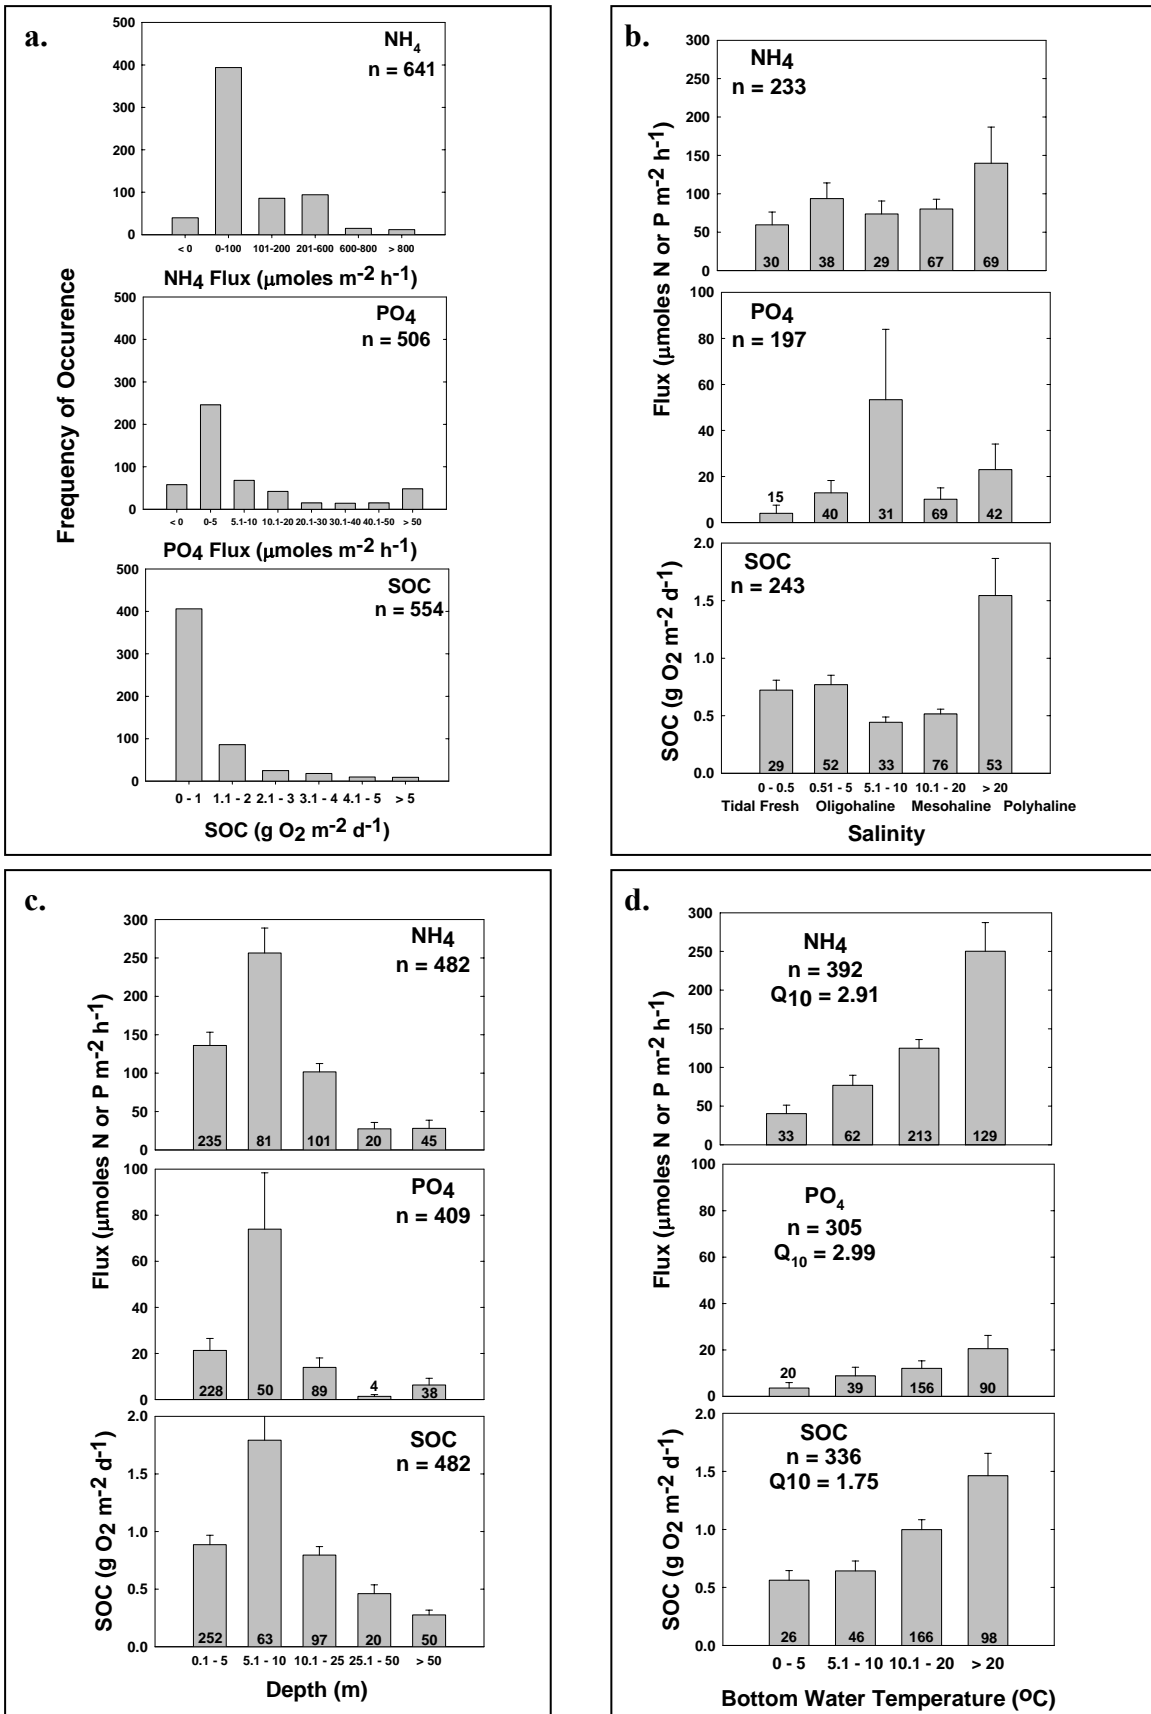 a.
Frequency of Occurence
500
400
300
200
100
0
NH4
n = 641
< 0 0-100 101-200 201-600 600-800 > 800
NH4 Flux (μmoles m-2 h-1)
500
400
300
200
100
0
PO4
n = 506
< 0 0-5 5.1-10 10.1-20 20.1-30 30.1-40 40.1-50 > 50
PO4 Flux (μmoles m-2 h-1)
500
400
300
200
100
0
SOC
n = 554
0 - 1 1.1 - 2 2.1 - 3 3.1 - 4 4.1 - 5 > 5
SOC (g O2 m-2 d-1)
b.
Flux (μmoles N or P m-2 h-1)
300
250
200
150
100
50
0
NH4
n = 233
30 38 29 67 69
100
80
60
40
20
0
PO4
n = 197
15 40 31 69 42
SOC (g O2 m-2 d-1)
2.0
1.5
1.0
0.5
0.0
SOC
n = 243
29 52 33 76 53
0 - 0.5 0.51 - 5 5.1 - 10 10.1 - 20 > 20
Tidal Fresh Oligohaline Mesohaline Polyhaline
Salinity
c.
Flux (μmoles N or P m-2 h-1)
300
250
200
150
100
50
0
NH4
n = 482
235 81 101 20 45
100
80
60
40
20
0
PO4
n = 409
228 50 89 4 38
SOC (g O2 m-2 d-1)
2.0
1.5
1.0
0.5
0.0
SOC
n = 482
252 63 97 20 50
0.1 - 5 5.1 - 10 10.1 - 25 25.1 - 50 > 50
Depth (m)
d.
Flux (μmoles N or P m-2 h-1)
300
250
200
150
100
50
0
NH4
n = 392
Q10 = 2.91
33 62 213 129
100
80
60
40
20
0
PO4
n = 305
Q10 = 2.99
20 39 156 90
SOC (g O2 m-2 d-1)
2.0
1.5
1.0
0.5
0.0
SOC
n = 336
Q10 = 1.75
26 46 166 98
0 - 5 5.1 - 10 10.1 - 20 > 20
Bottom Water Temperature (oC)